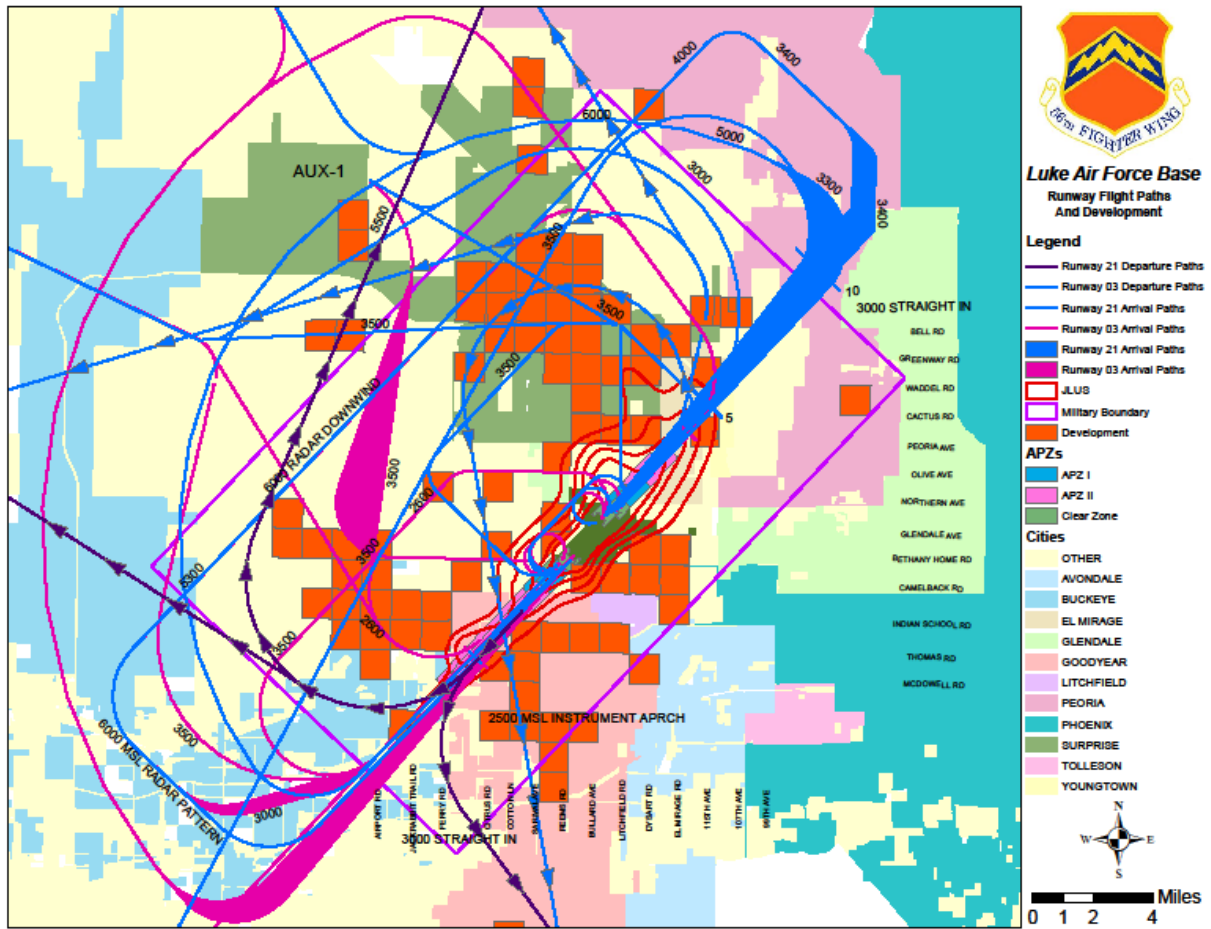 56TH FIGHTER WING
Luke Air Force Base
Runway Flight Paths
And Development
Legend
Runway 21 Departure Paths
Runway 03 Departure Paths
Runway 21 Arrival Paths
Runway 03 Arrival Paths
Runway 21 Arrival Paths
Runway 03 Arrival Paths
JLUS
Military Boundary
Development
APZs
APZ I
APZ II
Clear Zone
Cities
OTHER
AVONDALE
BUCKEYE
EL MIRAGE
GLENDALE
GOODYEAR
LITCHFIELD
PEORIA
PHOENIX
SURPRISE
TOLLESON
YOUNGTOWN
N
W E
S
Miles
0 1 2 4
4000
3400
5000
5000
3000
3300
3400
AUX-1
5500
3500
10
3000 STRAIGHT IN
3500
3500
3500
BELL RD
GREENWAY RD
WADDEL RD
CACTUS RD
PEORIA AVE
OLIVE AVE
NORTHERN AVE
GLENDALE AVE
BETHANY HOME RD
CAMELBACK RD
INDIAN SCHOOL RD
THOMAS RD
MCDOWELL RD
5
6000 RADAR DOWNWIND
3500
2600
3500
5300
2600
3500
3500
6000 MSL RADAR PATTERN
3000
2500 MSL INSTRUMENT APRCH
AIRPORT RD
PERRY RD
COTTON LN
REEMS RD
BULLARD AVE
LITCHFIELD RD
DYSART RD
EL MIRAGE RD
115TH AVE
107TH AVE
99TH AVE
3000 STRAIGHT IN